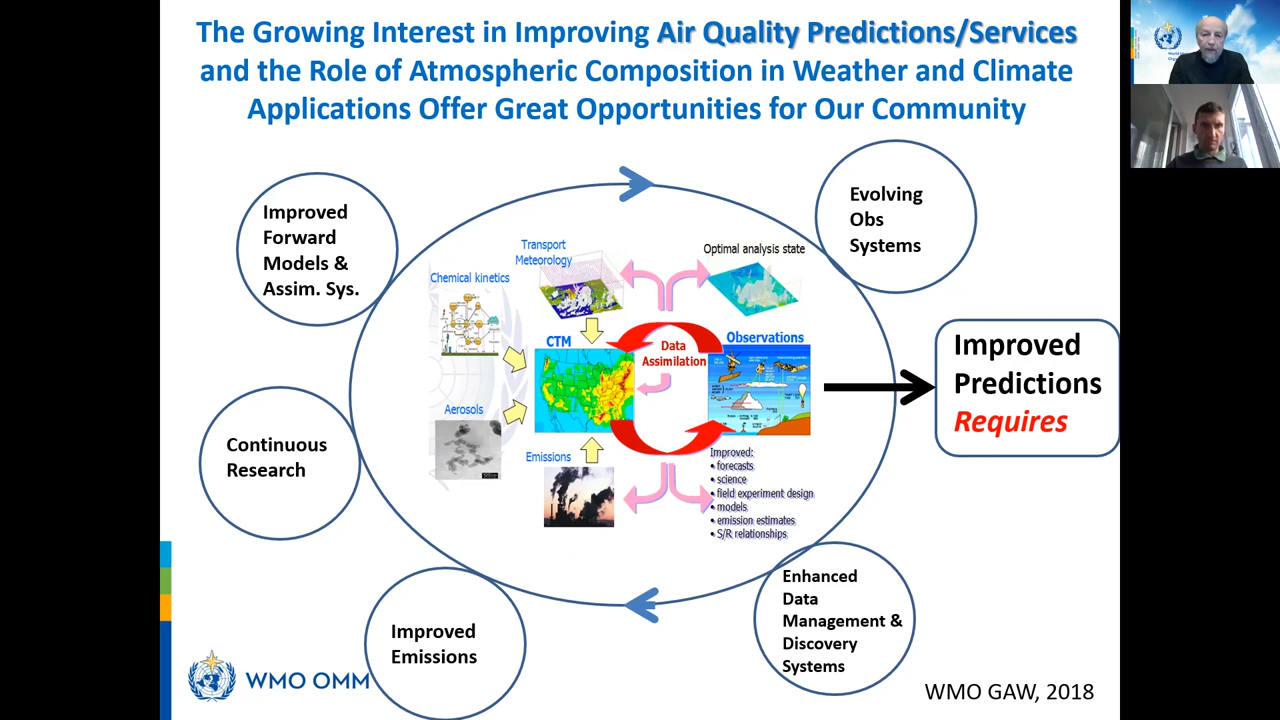 The Growing Interest in Improving Air Quality Predictions/Services
and the Role of Atmospheric Composition in Weather and Climate
Applications Offer Great Opportunities for Our Community
Improved
Forward
Models &
Assim. Sys.
Evolving
Obs
Systems
Transport
Meteorology
Optimal analysis state
Chemical kinetics
CTM
Data
Assimilation
Observations
Improved
Predictions
Requires
Aerosols
Continuous
Research
Emissions
Improved:
• forecasts
• science
• field experiment design
• models
• emission estimates
• S/R relationships
Enhanced
Data
Management &
Discovery
Systems
Improved
Emissions
WMO OMM
WMO GAW, 2018